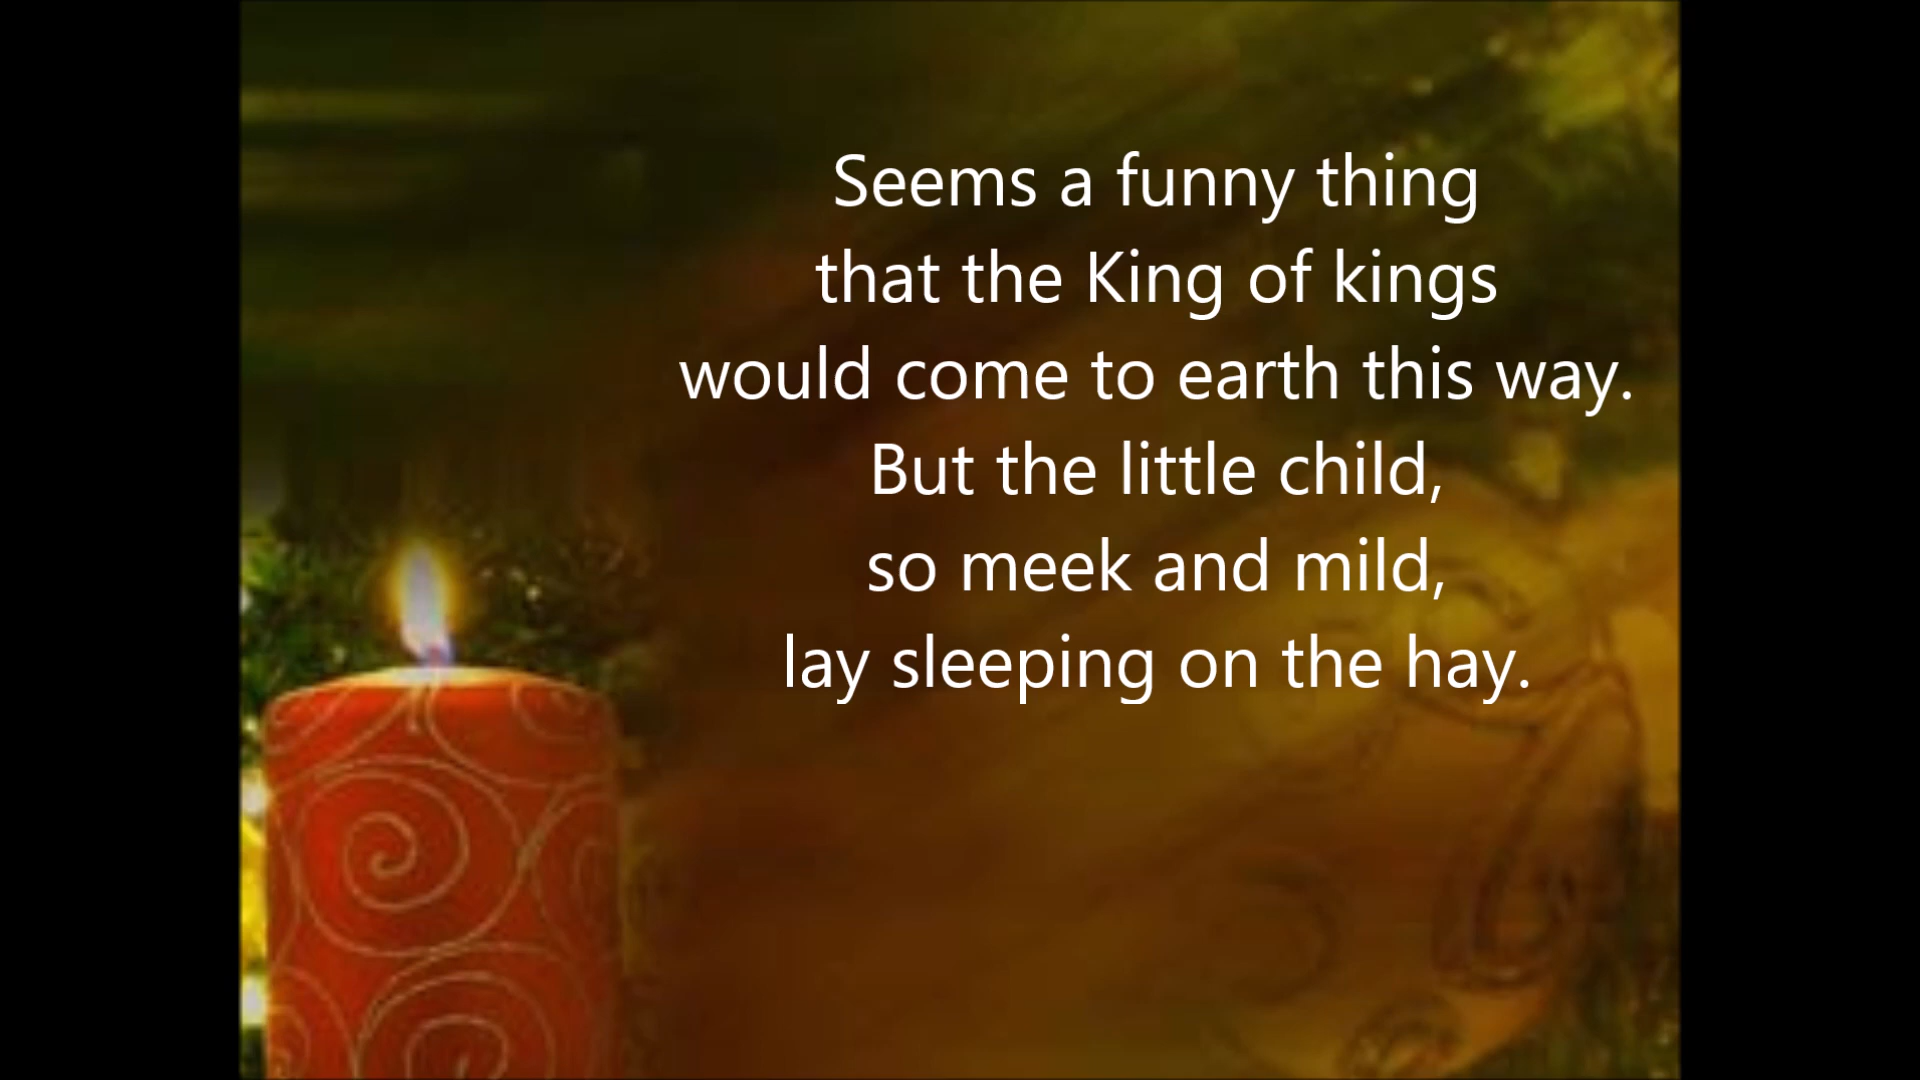 Seems a funny thing
that the King of kings
would come to earth this way.
But the little child,
so meek and mild,
lay sleeping on the hay.